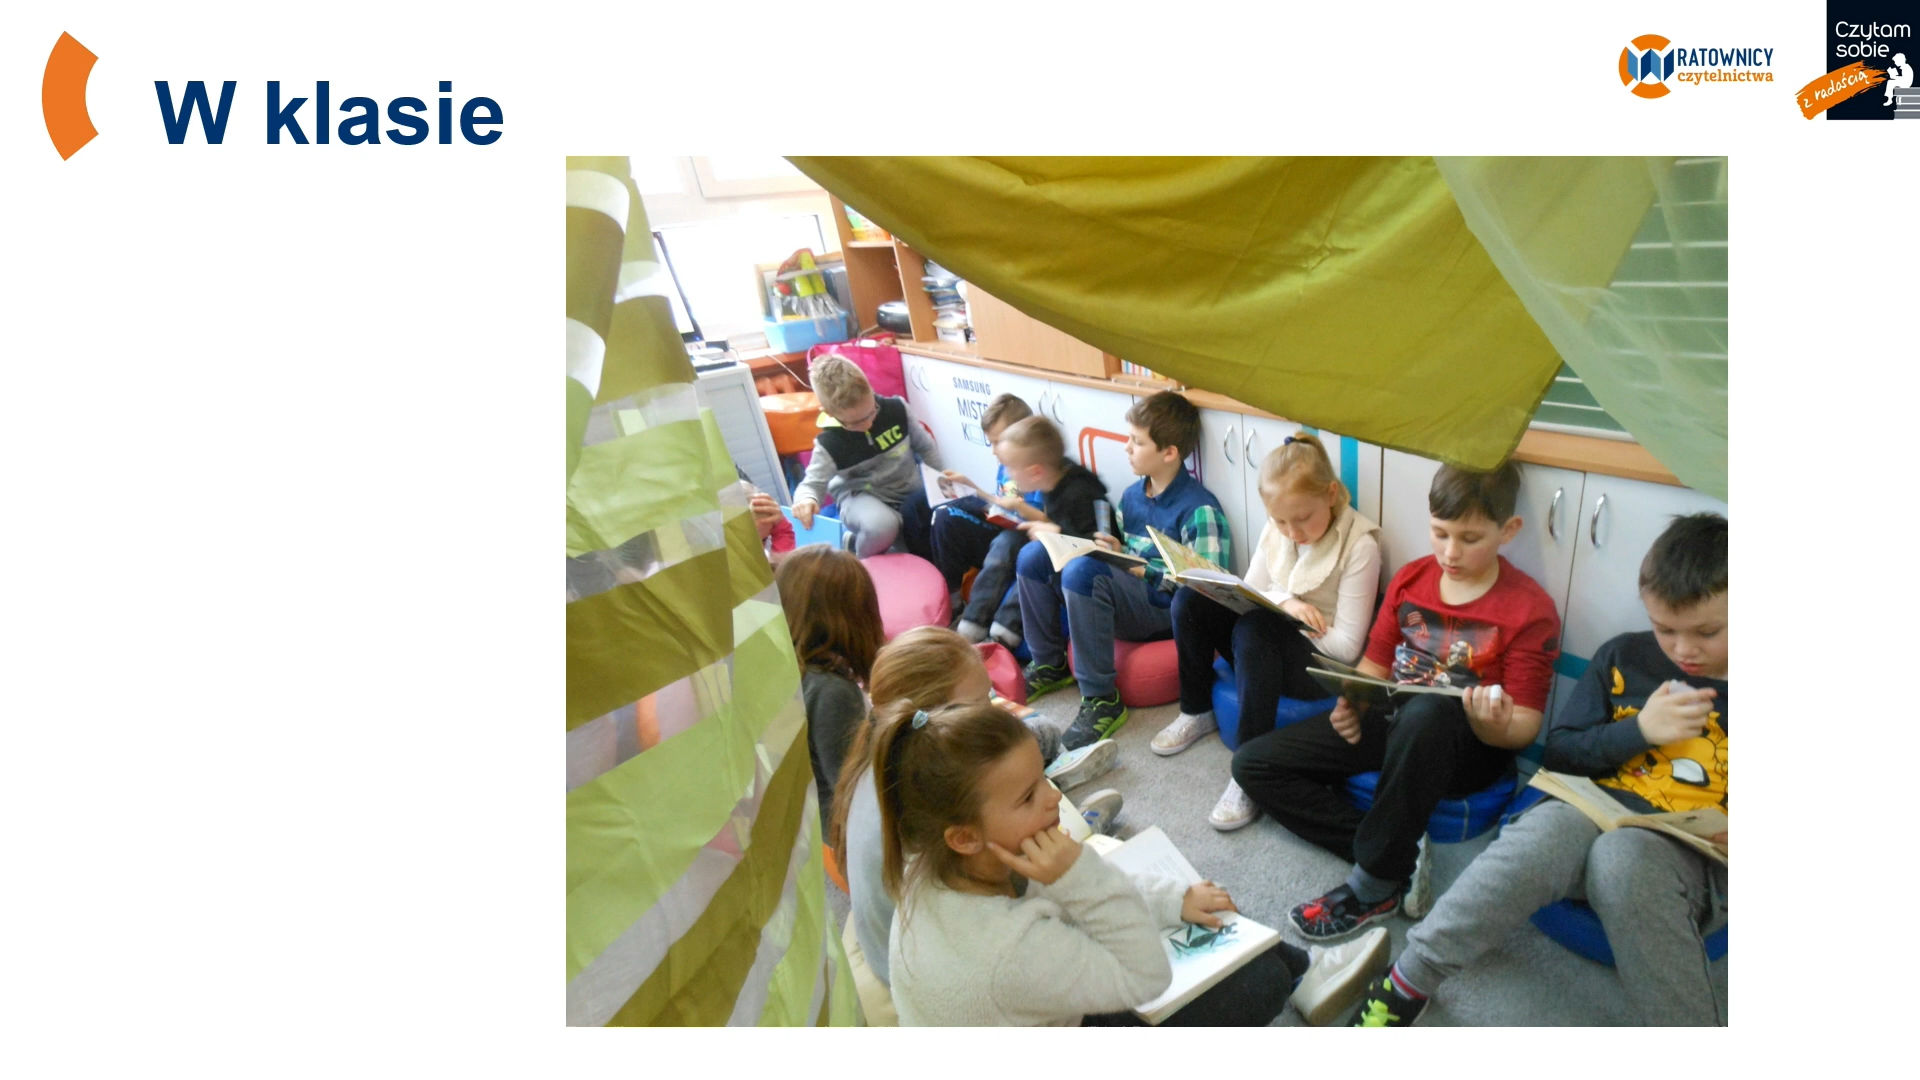 W klasie
RATOWNICY
czytelnictwa
Czytam
sobie
z radością
SAMSUNG
NYC